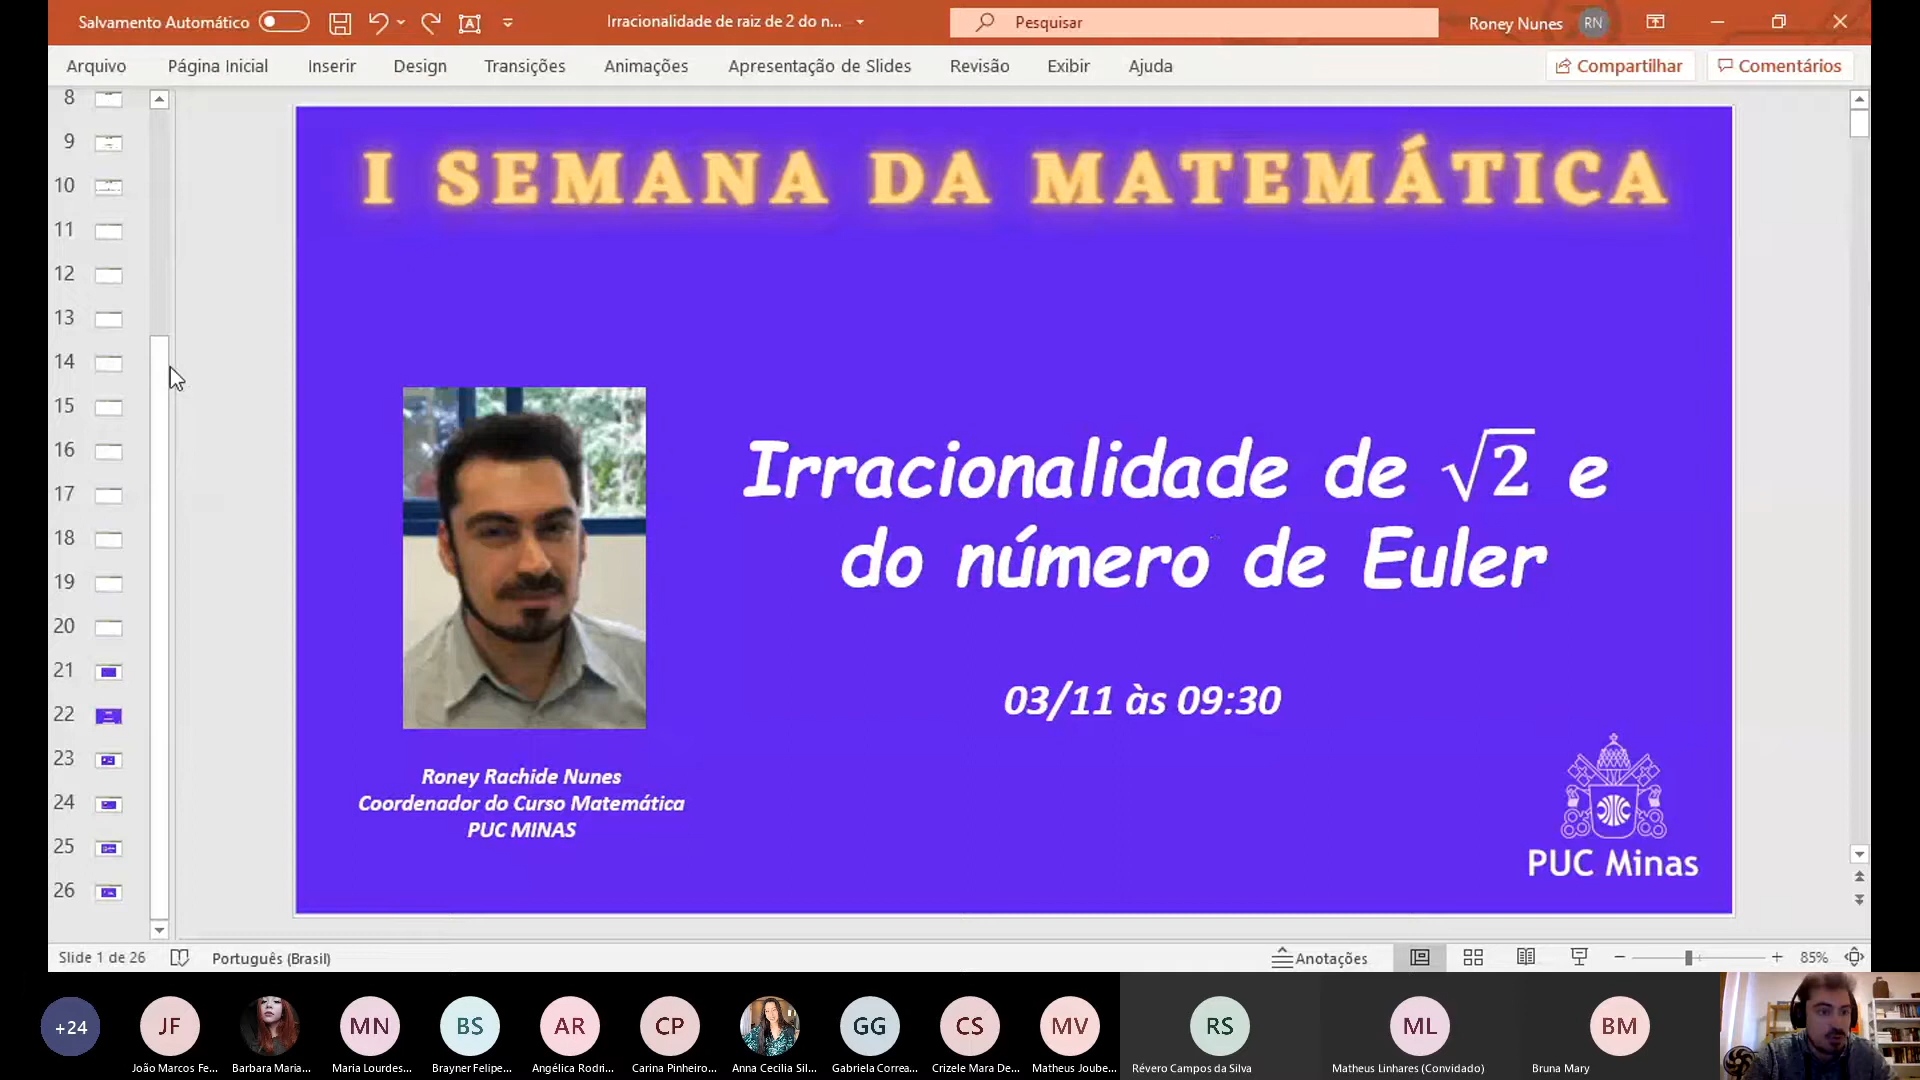 Salvamento Automático
Irracionalidade de raiz de 2 do n...
Pesquisar
Roney Nunes
RN
Arquivo
Página Inicial
Inserir
Design
Transições
Animações
Apresentação de Slides
Revisão
Exibir
Ajuda
Compartilhar
Comentários
8
9
10
11
12
13
14
15
16
17
18
19
20
21
22
23
24
25
26
I SEMANA DA MATEMÁTICA
Irracionalidade de √2 e
do número de Euler
03/11 às 09:30
Roney Rachide Nunes
Coordenador do Curso Matemática
PUC MINAS
PUC Minas
Slide 1 de 26
Português (Brasil)
Anotações
85%
+24
JF
MN
BS
AR
CP
GG
CS
MV
RS
ML
BM
João Marcos Fe...
Barbara Maria...
Maria Lourdes...
Brayner Felipe...
Angélica Rodri...
Carina Pinheiro...
Anna Cecilia Sil...
Gabriela Correa...
Crizele Mara De...
Matheus Joube...
Révero Campos da Silva
Matheus Linhares (Convidado)
Bruna Mary